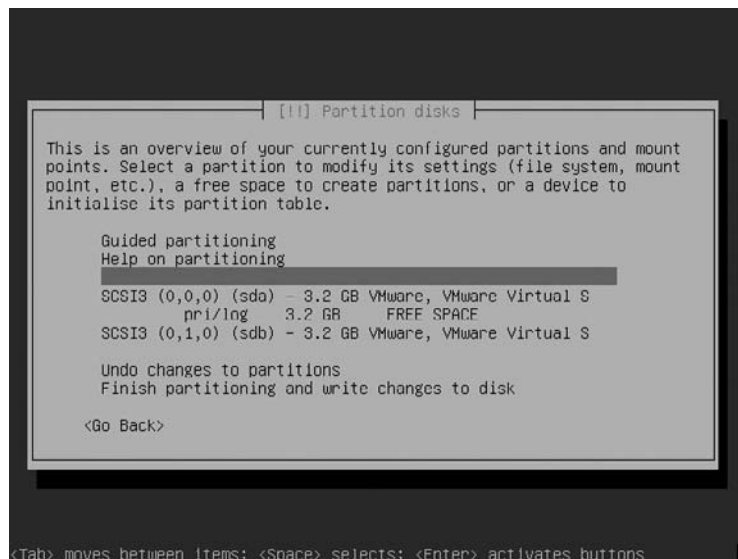 [!!] Partition disks
This is an overview of your currently configured partitions and mount
points. Select a partition to modify its settings (file system, mount
point, etc.), a free space to create partitions, or a device to
initialise its partition table.
Guided partitioning
Help on partitioning
SCSI3 (0,0,0) (sda) - 3.2 GB VMware, VMware Virtual S
pri/log 3.2 GB FREE SPACE
SCSI3 (0,1,0) (sdb) - 3.2 GB VMware, VMware Virtual S
Undo changes to partitions
Finish partitioning and write changes to disk
<Go Back>
<Tab> moves between items; <Space> selects; <Enter> activates buttons